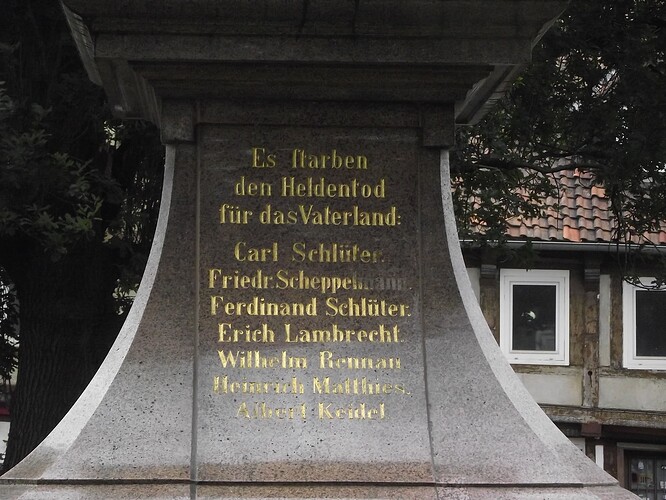 Es ſtarben
den Heldentod
für das Vaterland:
Carl Schlüter.
Friedr. Scheppelmann.
Ferdinand Schlüter.
Erich Lambrecht.
Wilhelm Rennau.
Heinrich Matthies.
Albert Keidel